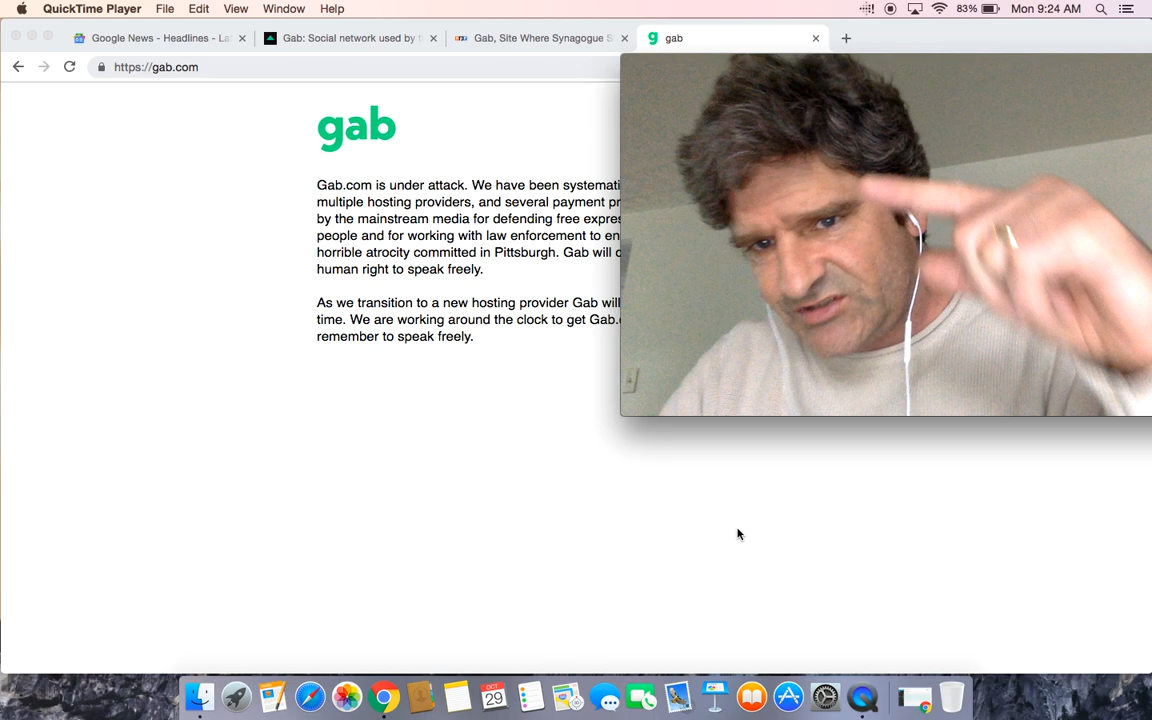 QuickTime Player File Edit View Window Help 83% Mon 9:24 AM
Google News - Headlines - La
Gab: Social network used by t
Gab, Site Where Synagogue S
gab
https://gab.com
gab
Gab.com is under attack. We have been systemati
multiple hosting providers, and several payment pr
by the mainstream media for defending free expres
people and for working with law enforcement to en
horrible atrocity committed in Pittsburgh. Gab will c
human right to speak freely.
As we transition to a new hosting provider Gab will
time. We are working around the clock to get Gab.c
remember to speak freely.
OCT
29